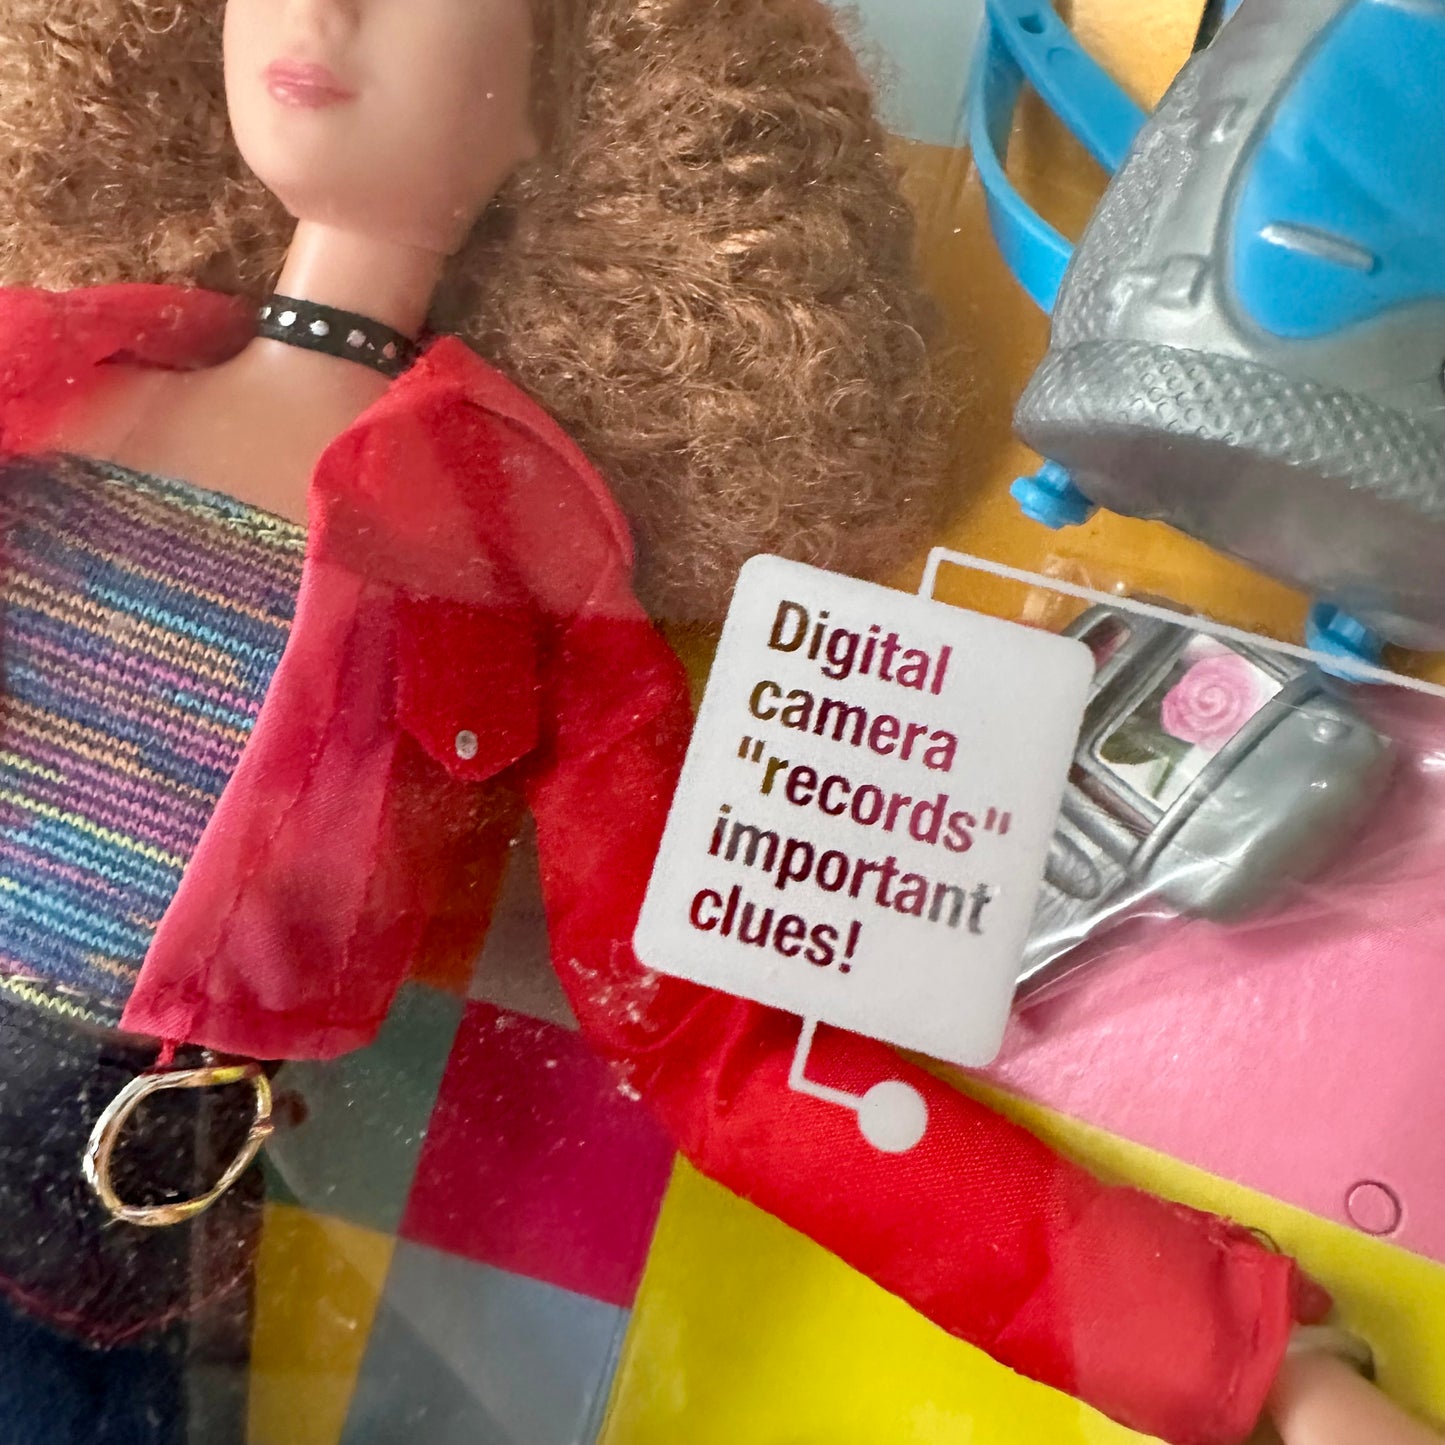 Digital
camera
"records"
important
clues!